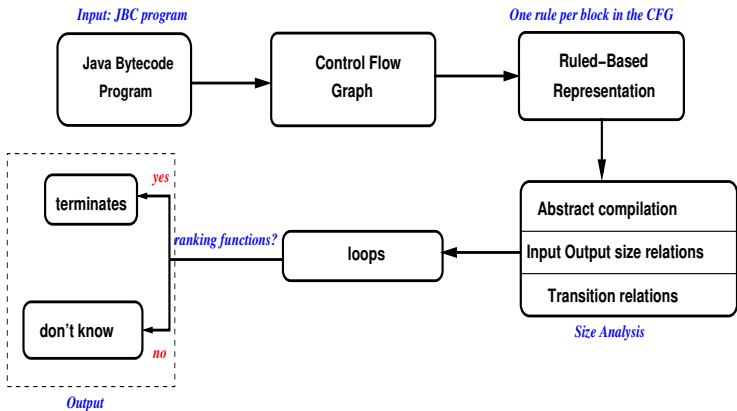 Input: JBC program
One rule per block in the CFG
Java Bytecode
Program
Control Flow
Graph
Ruled-Based
Representation
yes
terminates
ranking functions?
loops
Abstract compilation
Input Output size relations
Transition relations
don't know
no
Size Analysis
Output